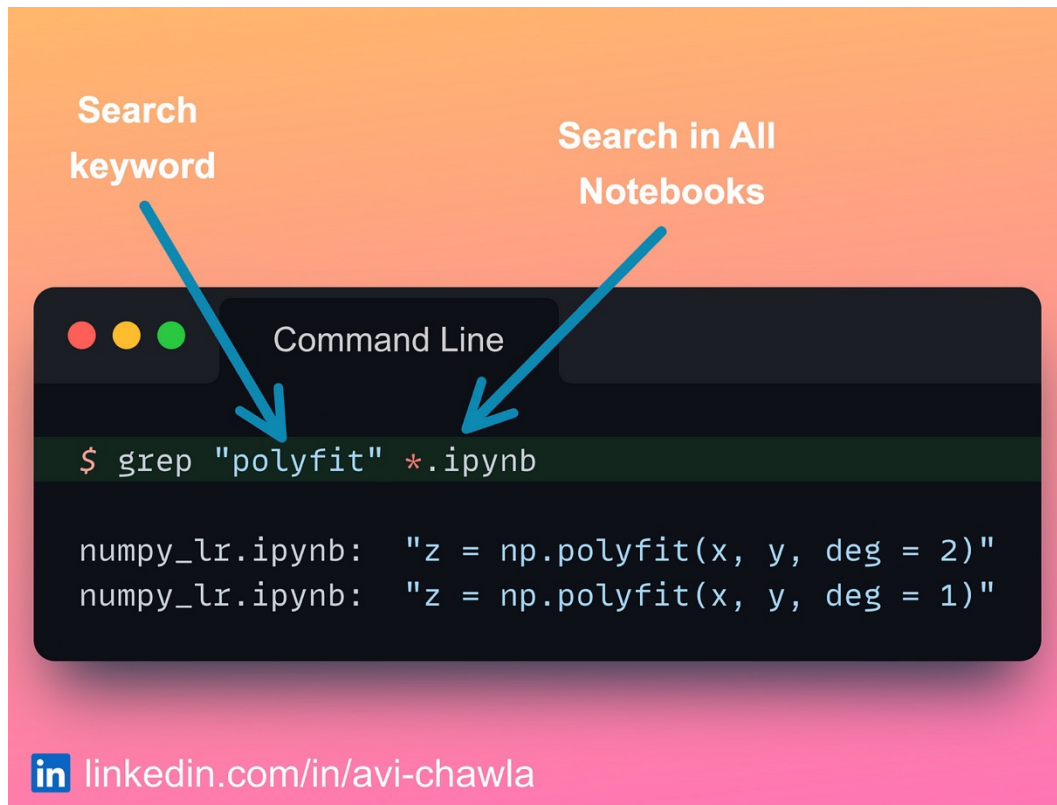 Search
keyword
Search in All
Notebooks
Command Line
$ grep "polyfit" *.ipynb
numpy_lr.ipynb:  "z = np.polyfit(x, y, deg = 2)"
numpy_lr.ipynb:  "z = np.polyfit(x, y, deg = 1)"
in linkedin.com/in/avi-chawla